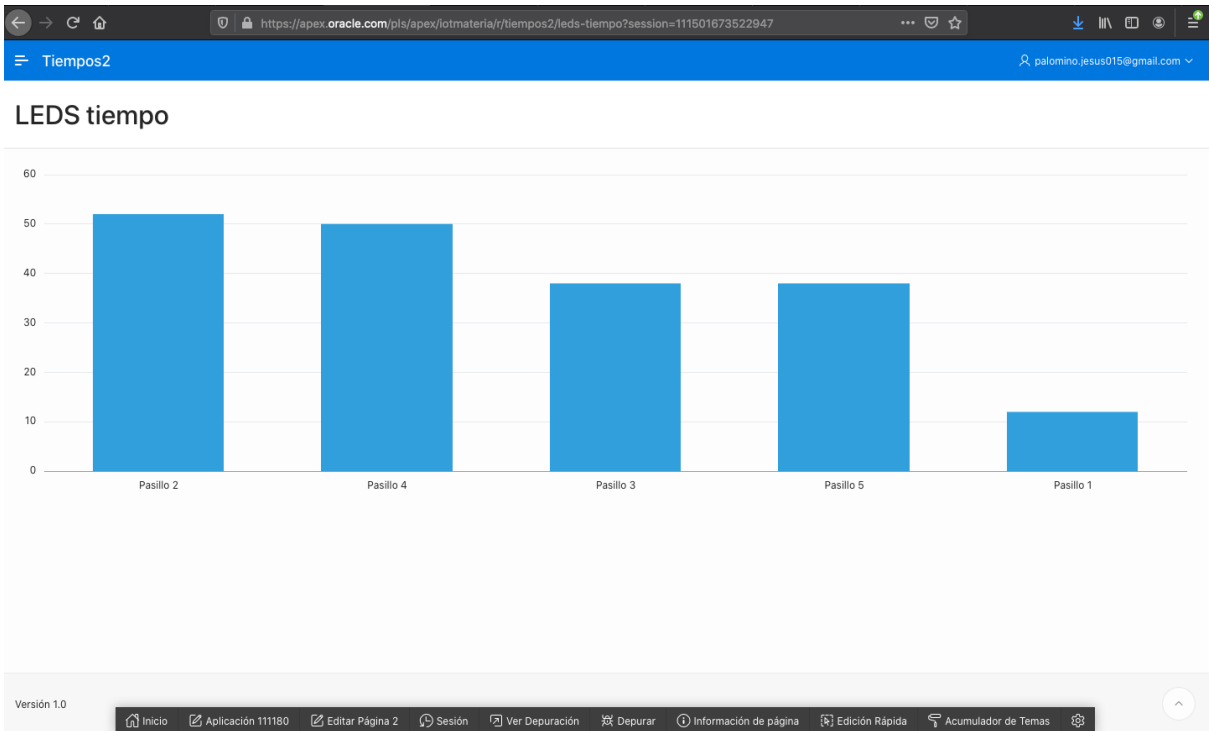 https://apex.oracle.com/pls/apex/iotmateria/r/tiempos2/leds-tiempo?session=111501673522947
Tiempos2
palomino.jesus015@gmail.com
LEDS tiempo
60
50
40
30
20
10
0
Pasillo 2 Pasillo 4 Pasillo 3 Pasillo 5 Pasillo 1
Versión 1.0
Inicio Aplicación 111180 Editar Página 2 Sesión Ver Depuración Depurar Información de página Edición Rápida Acumulador de Temas